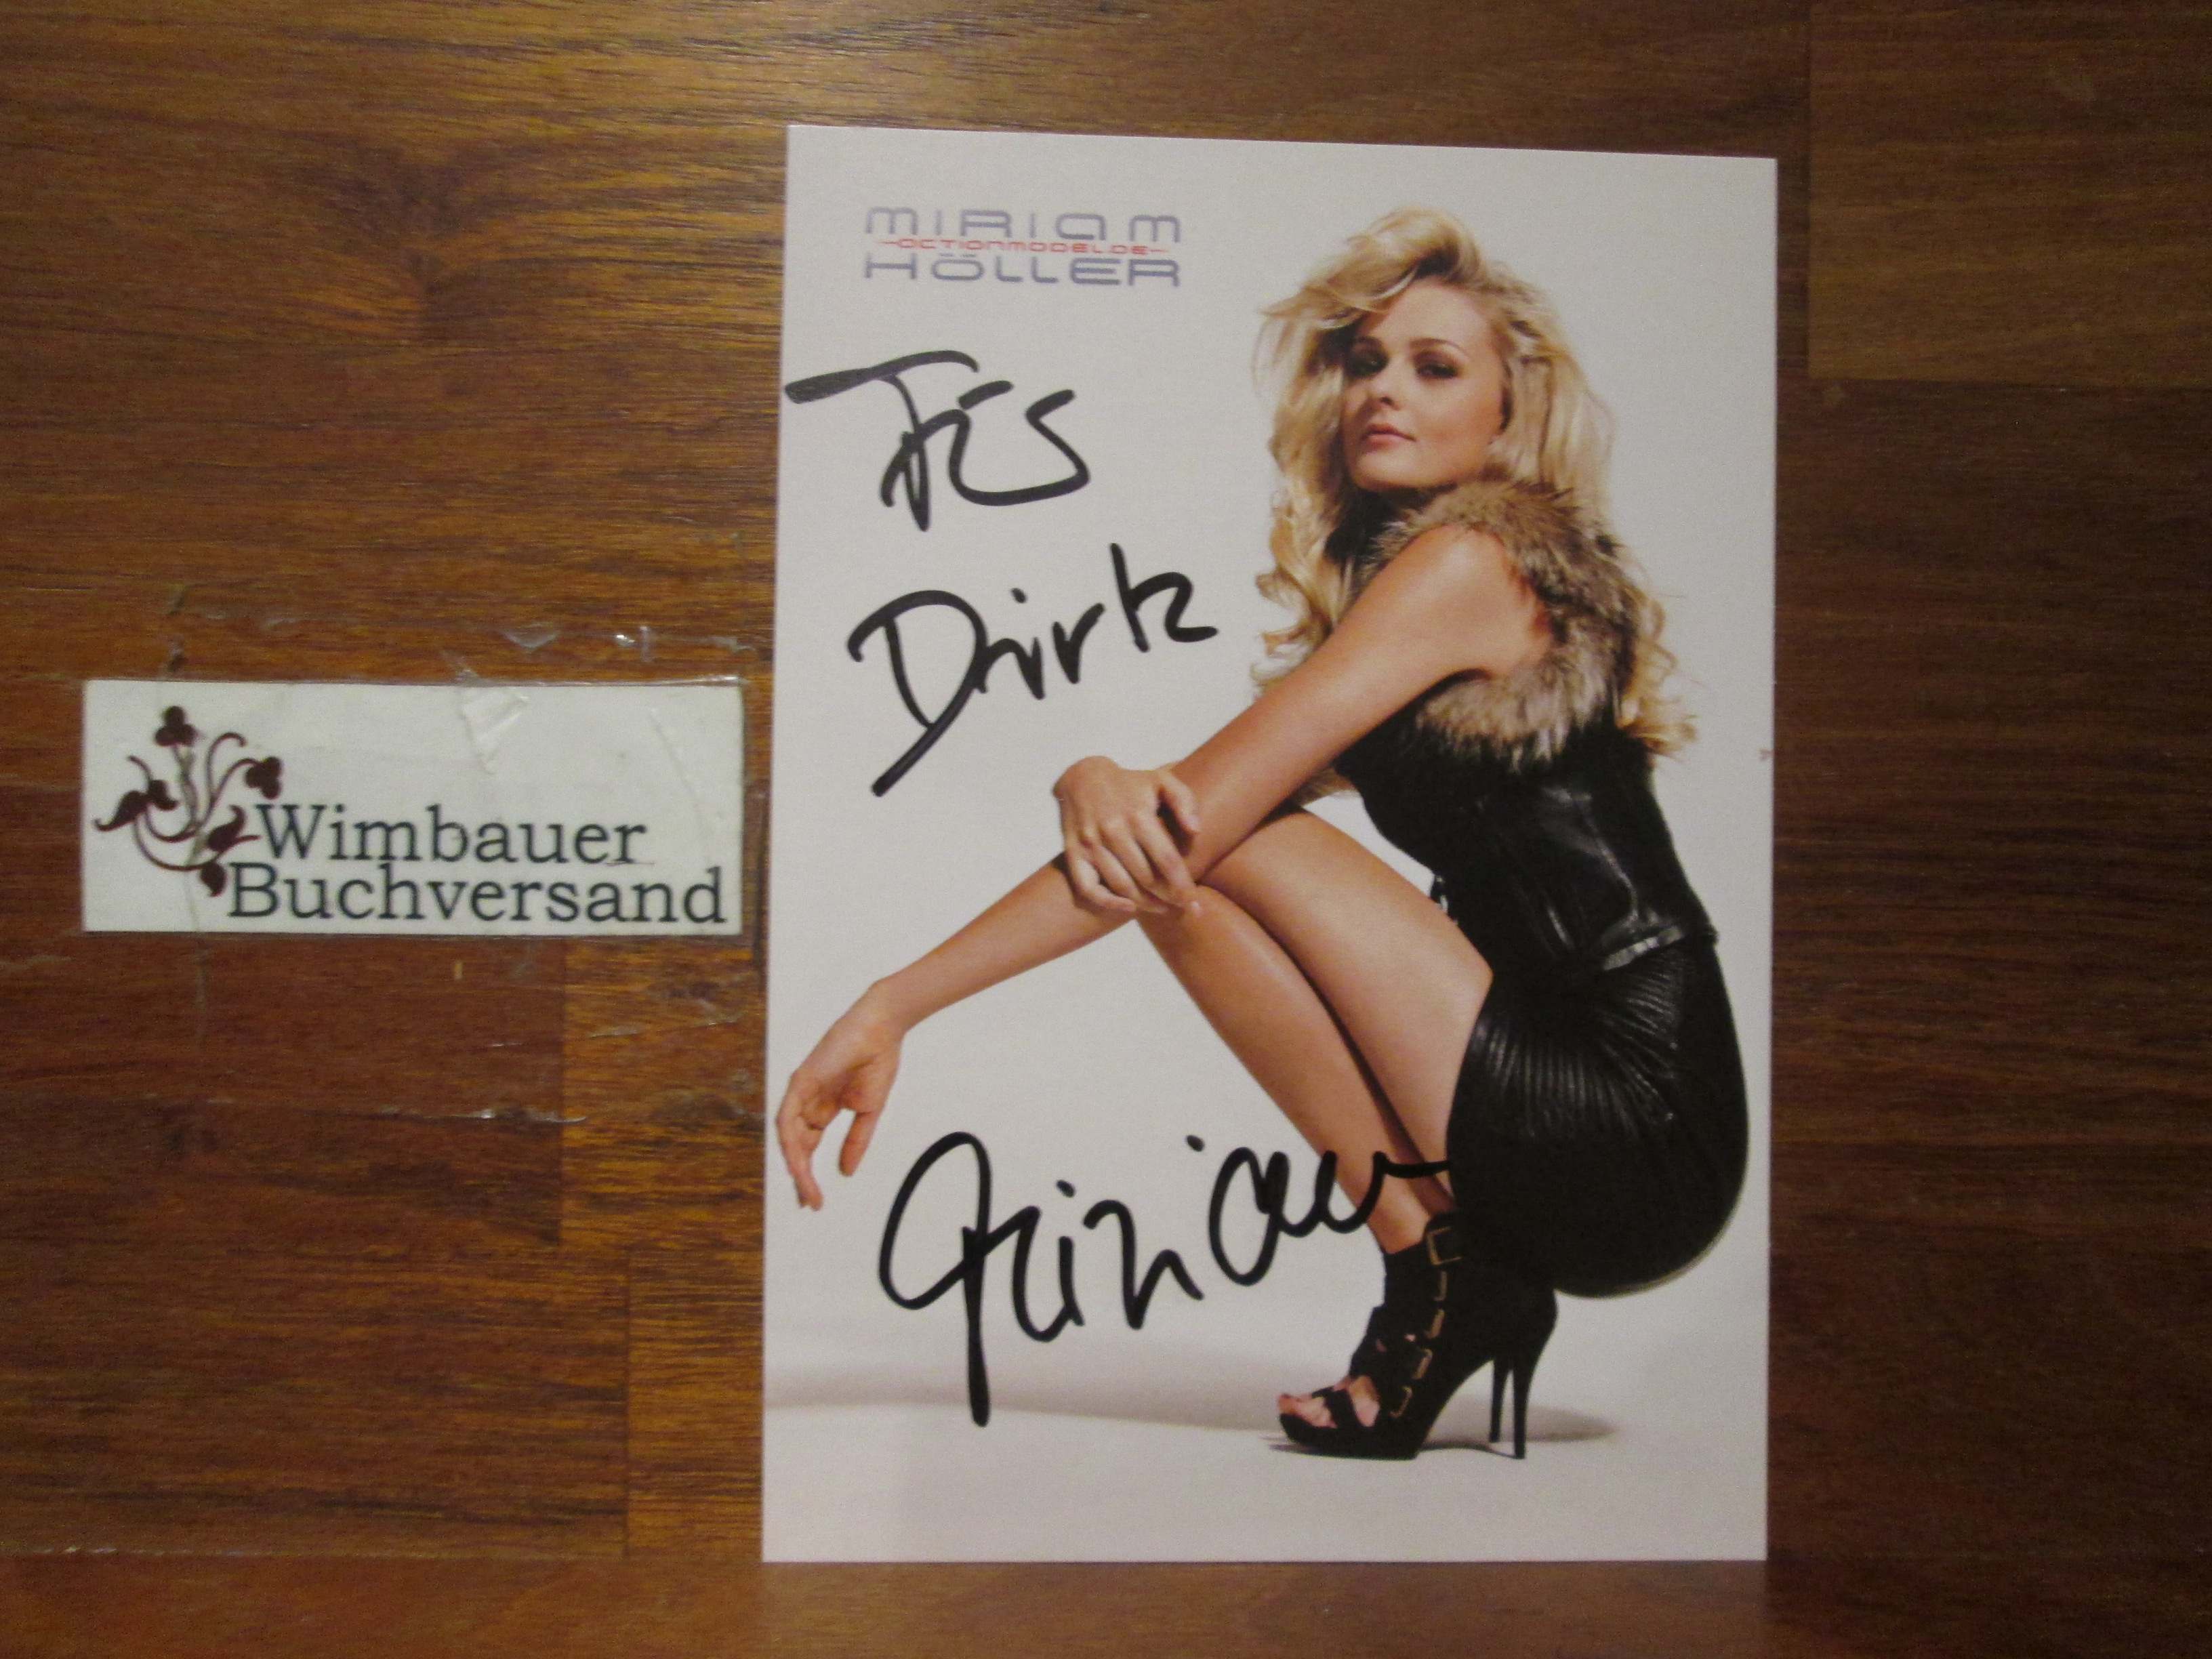 MIRIAM
ACTIONMODEL.DE
HÖLLER
Für
Dirk
Miriam
Wimbauer
Buchversand